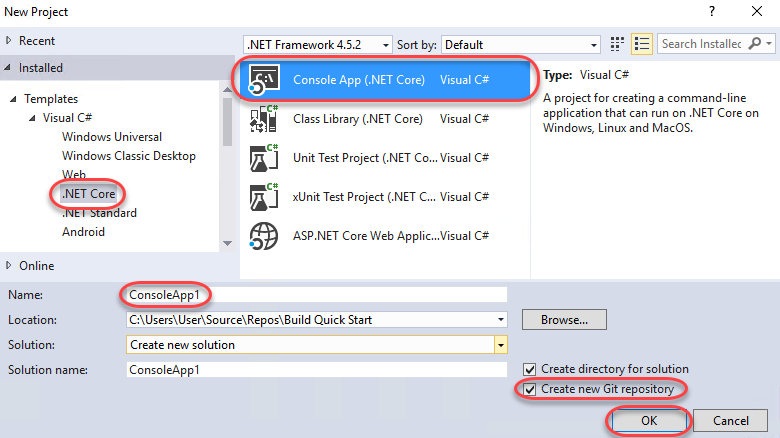 New Project
Recent
.NET Framework 4.5.2
Sort by: Default
Search Installed
Installed
Templates
Visual C#
Windows Universal
Windows Classic Desktop
Web
.NET Core
.NET Standard
Android
Online
C:\
Console App (.NET Core) Visual C#
C#
Class Library (.NET Core) Visual C#
C#
Unit Test Project (.NET Co... Visual C#
C#
xUnit Test Project (.NET C... Visual C#
ASP.NET Core Web Applic... Visual C#
Type: Visual C#
A project for creating a command-line
application that can run on .NET Core on
Windows, Linux and MacOS.
Name: ConsoleApp1
Location: C:\Users\User\Source\Repos\Build Quick Start
Browse...
Solution: Create new solution
Solution name: ConsoleApp1
Create directory for solution
Create new Git repository
OK Cancel